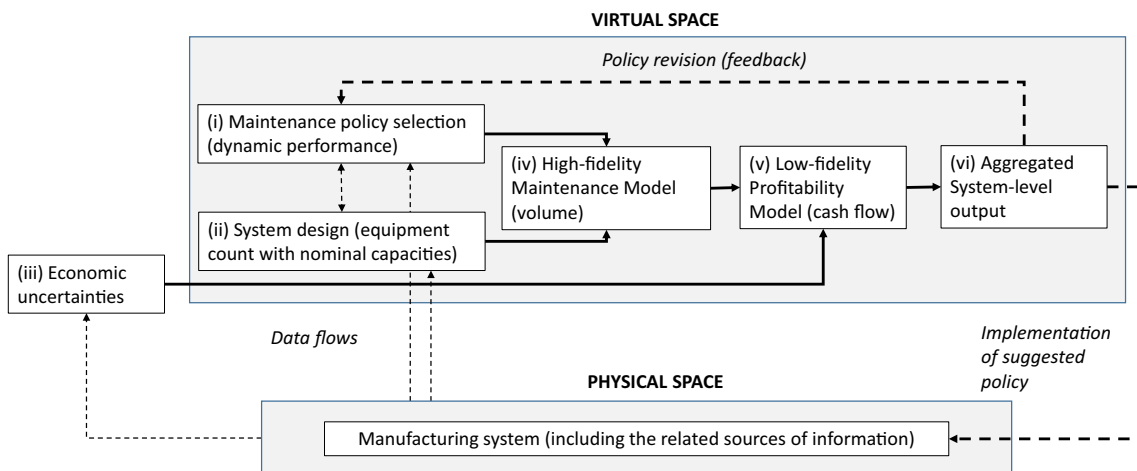 VIRTUAL SPACE
Policy revision (feedback)
(i) Maintenance policy selection
(dynamic performance)
(iv) High-fidelity
Maintenance Model
(volume)
(v) Low-fidelity
Profitability
Model (cash flow)
(vi) Aggregated
System-level
output
(ii) System design (equipment
count with nominal capacities)
(iii) Economic
uncertainties
Data flows
Implementation
of suggested
policy
PHYSICAL SPACE
Manufacturing system (including the related sources of information)